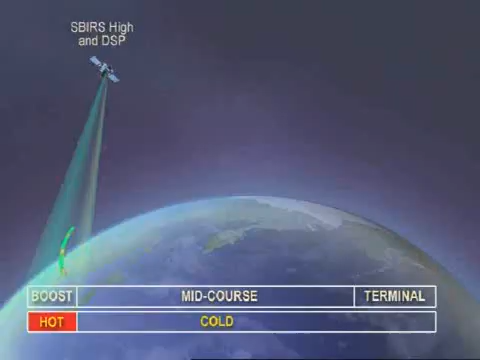 SBIRS High
and DSP
BOOST MID-COURSE TERMINAL
HOT COLD